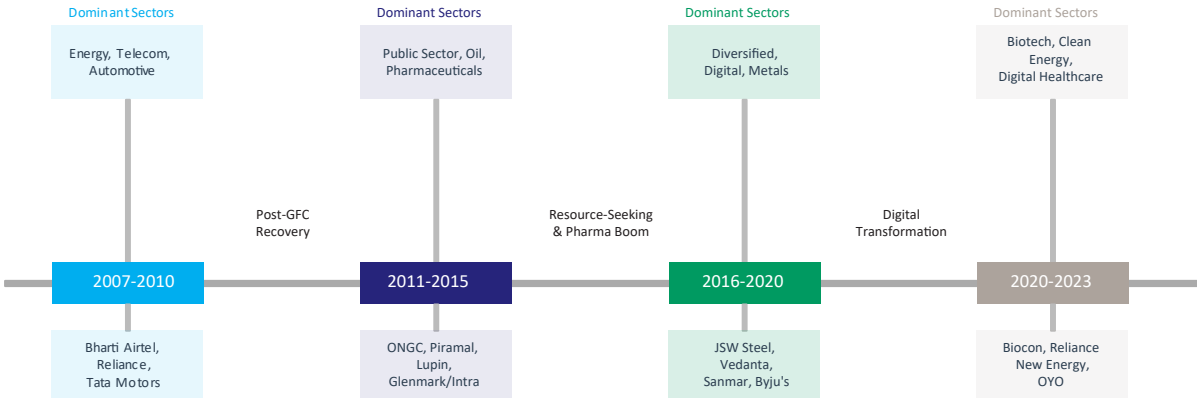 Dominant Sectors
Energy, Telecom,
Automotive
Dominant Sectors
Public Sector, Oil,
Pharmaceuticals
Dominant Sectors
Diversified,
Digital, Metals
Dominant Sectors
Biotech, Clean
Energy,
Digital Healthcare
Post-GFC
Recovery
Resource-Seeking
& Pharma Boom
Digital
Transformation
2007-2010
2011-2015
2016-2020
2020-2023
Bharti Airtel,
Reliance,
Tata Motors
ONGC, Piramal,
Lupin,
Glenmark/Intra
JSW Steel,
Vedanta,
Sanmar, Byju's
Biocon, Reliance
New Energy,
OYO